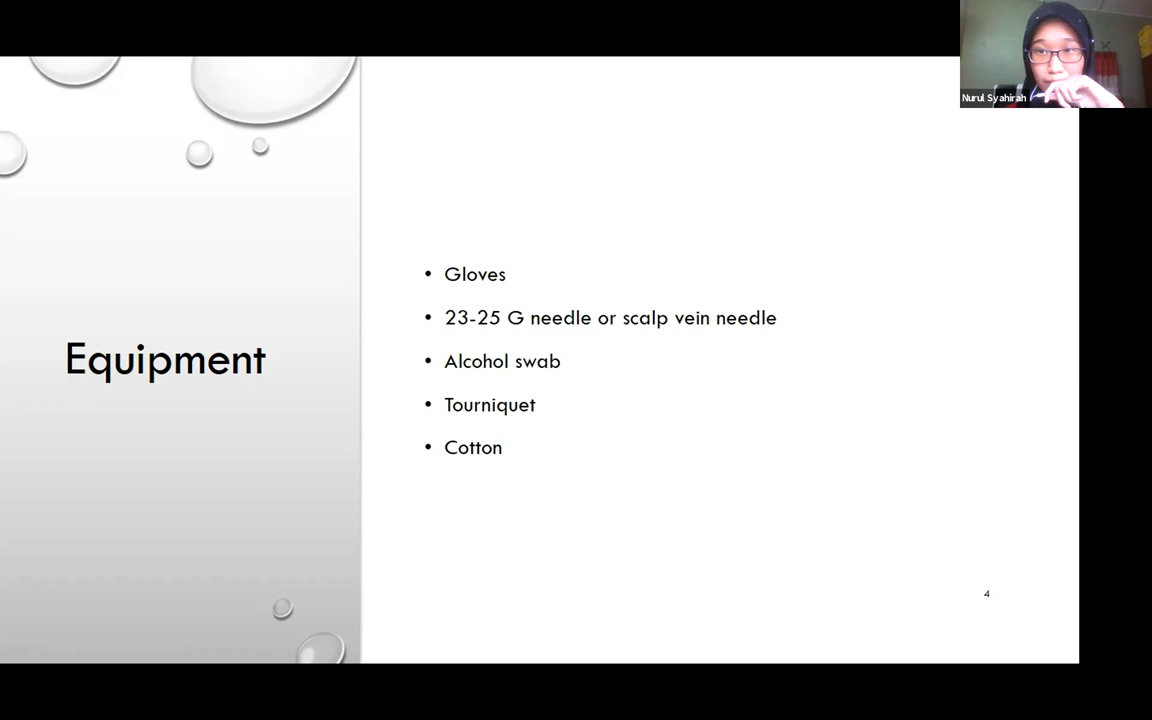 Nurul Syahirah
Equipment
• Gloves
• 23-25 G needle or scalp vein needle
• Alcohol swab
• Tourniquet
• Cotton
4